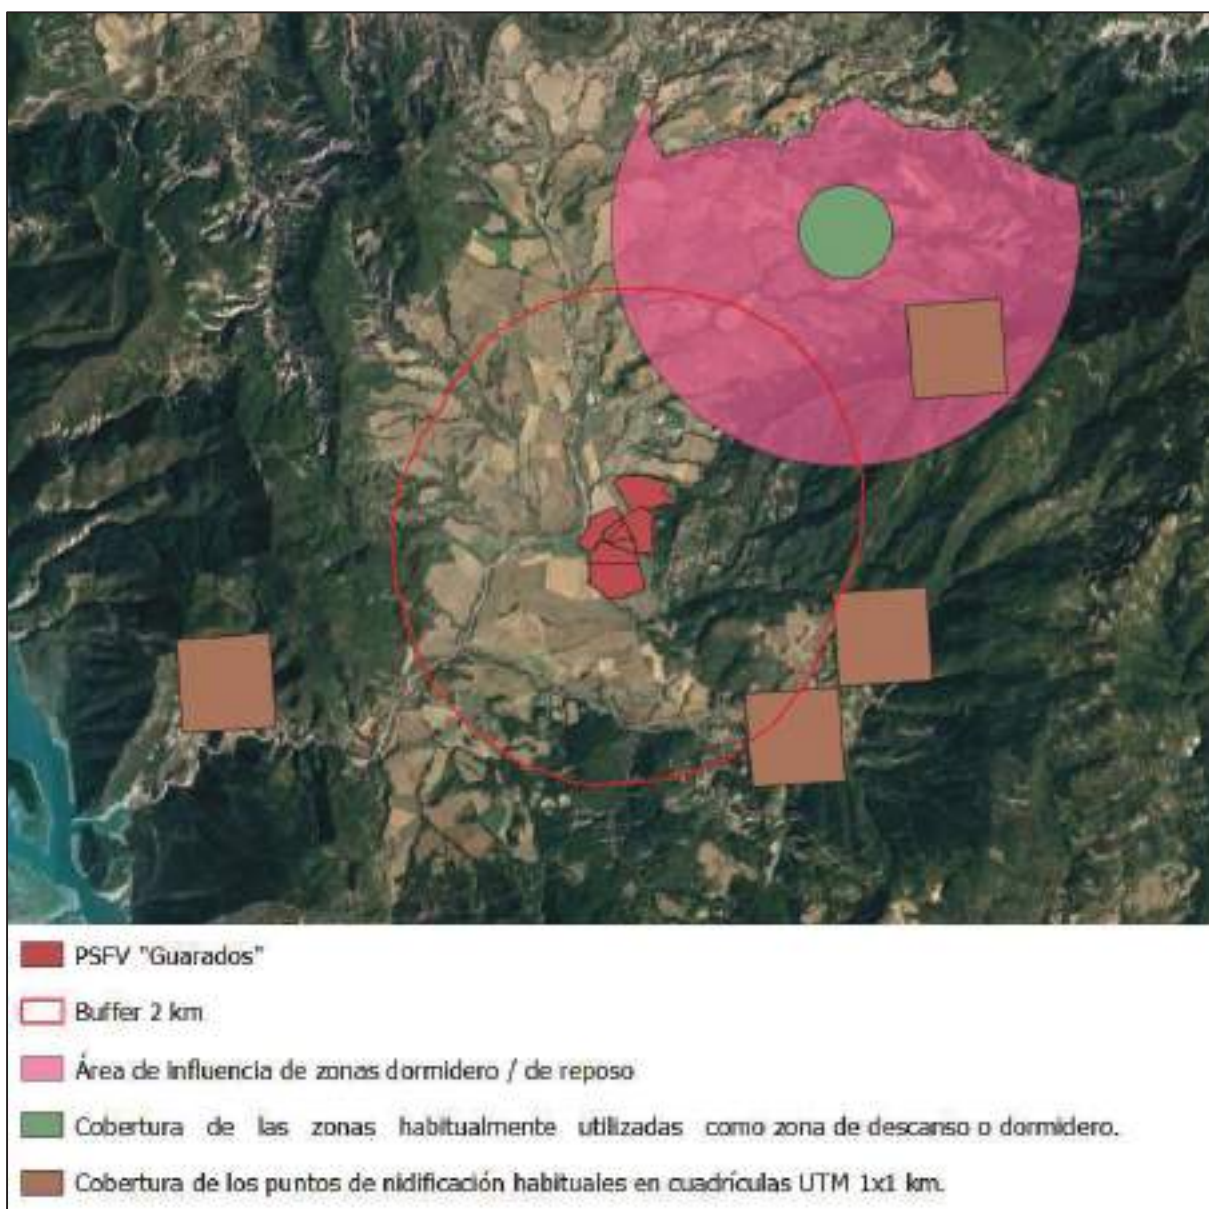 PSFV "Guarados"
Buffer 2 km
Área de influencia de zonas dormidero / de reposo
Cobertura de las zonas habitualmente utilizadas como zona de descanso o dormidero.
Cobertura de los puntos de nidificación habituales en cuadrículas UTM 1x1 km.